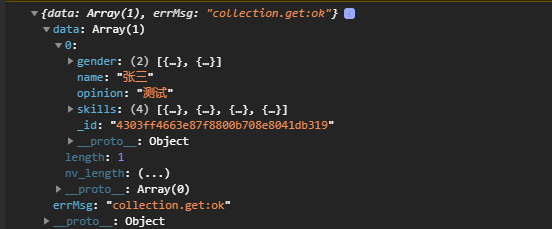 {data: Array(1), errMsg: "collection.get:ok"} i
data: Array(1)
0:
gender: (2) [{…}, {…}]
name: "张三"
opinion: "测试"
skills: (4) [{…}, {…}, {…}, {…}]
_id: "4303ff4663e87f8800b708e8041db319"
__proto__: Object
length: 1
nv_length: (...)
__proto__: Array(0)
errMsg: "collection.get:ok"
__proto__: Object